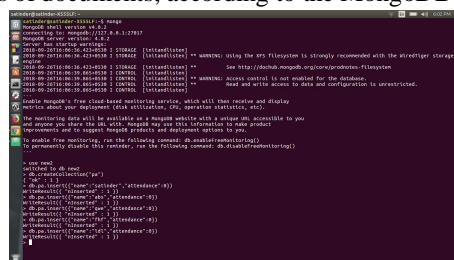 s of documents, according to the MongoDB
satinder@satinder-X555LF: ~
6:02 PM
satinder@satinder-X555LF:~$ mongo
MongoDB shell version v4.0.2
connecting to: mongodb://127.0.0.1:27017
MongoDB server version: 4.0.2
Server has startup warnings:
2018-09-26T16:06:36.423+0530 I STORAGE  [initandlisten]
2018-09-26T16:06:36.423+0530 I STORAGE  [initandlisten] ** WARNING: Using the XFS filesystem is strongly recommended with the WiredTiger storage
engine
2018-09-26T16:06:36.423+0530 I STORAGE  [initandlisten] **          See http://dochub.mongodb.org/core/prodnotes-filesystem
2018-09-26T16:06:39.865+0530 I CONTROL  [initandlisten]
2018-09-26T16:06:39.865+0530 I CONTROL  [initandlisten] ** WARNING: Access control is not enabled for the database.
2018-09-26T16:06:39.865+0530 I CONTROL  [initandlisten] **          Read and write access to data and configuration is unrestricted.
2018-09-26T16:06:39.865+0530 I CONTROL  [initandlisten]
---
Enable MongoDB's free cloud-based monitoring service, which will then receive and display
metrics about your deployment (disk utilization, CPU, operation statistics, etc).
The monitoring data will be available on a MongoDB website with a unique URL accessible to you
and anyone you share the URL with. MongoDB may use this information to make product
improvements and to suggest MongoDB products and deployment options to you.
To enable free monitoring, run the following command: db.enableFreeMonitoring()
To permanently disable this reminder, run the following command: db.disableFreeMonitoring()
---
> use new2
switched to db new2
> db.createCollection("pa")
{ "ok" : 1 }
> db.pa.insert({"name":"satinder",attendance":0})
WriteResult({ "nInserted" : 1 })
> db.pa.insert({"name":"abs",attendance":0})
WriteResult({ "nInserted" : 1 })
> db.pa.insert({"name":"qwe",attendance":0})
WriteResult({ "nInserted" : 1 })
> db.pa.insert({"name":"fhf",attendance":0})
WriteResult({ "nInserted" : 1 })
> db.pa.insert({"name":"idl",attendance":0})
WriteResult({ "nInserted" : 1 })
>